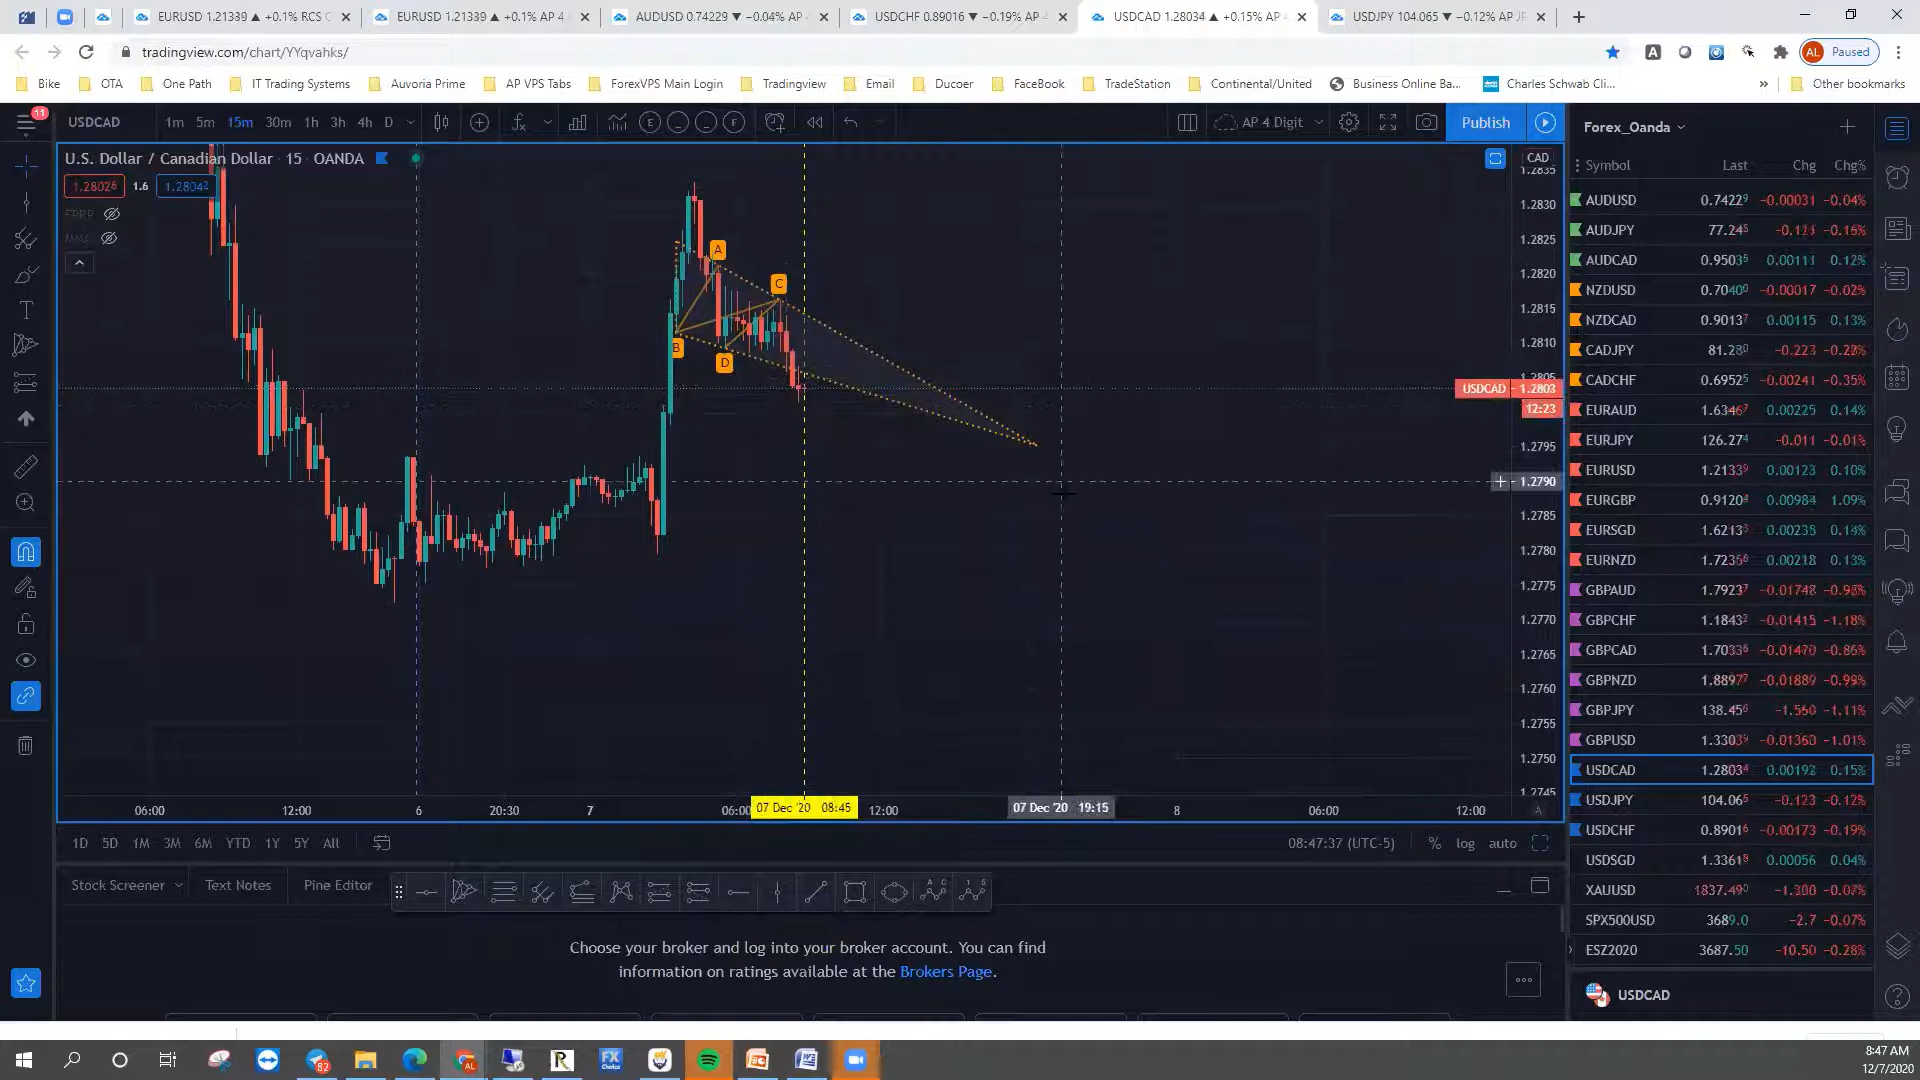 EURUSD 1.21339 ▲ +0.1% RCS C
EURUSD 1.21339 ▲ +0.1% AP 4
AUDUSD 0.74229 ▼ −0.04% AP
USDCHF 0.89016 ▼ −0.19% AP
USDCAD 1.28034 ▲ +0.15% AP
USDJPY 104.065 ▼ −0.12% AP JF
tradingview.com/chart/YYqvahks/
A
AL Paused
Bike OTA One Path IT Trading Systems Auvoria Prime AP VPS Tabs ForexVPS Main Login Tradingview Email Ducoer FaceBook TradeStation Continental/United Business Online Ba... Charles Schwab Cli... » Other bookmarks
11
USDCAD 1m 5m 15m 30m 1h 3h 4h D
E F
AP 4 Digit
Publish
Forex_Oanda
U.S. Dollar / Canadian Dollar · 15 · OANDA
1.28026 1.6 1.28042
A
C
B
D
CAD
1.2835
1.2830
1.2825
1.2820
1.2815
1.2810
1.2805
USDCAD 1.2803
12:23
1.2795
1.2790
1.2785
1.2780
1.2775
1.2770
1.2765
1.2760
1.2755
1.2750
1.2745
06:00 12:00 6 20:30 7 06:00 07 Dec '20 08:45 12:00 07 Dec '20 19:15 8 06:00 12:00 A
1D 5D 1M 3M 6M YTD 1Y 5Y All
08:47:37 (UTC-5) % log auto
Symbol Last Chg Chg%
AUDUSD 0.74229 −0.00031 −0.04%
AUDJPY 77.245 −0.16%
AUDCAD 0.95035 0.00111 0.12%
NZDUSD 0.70400 −0.00017 −0.02%
NZDCAD 0.90137 0.00115 0.13%
CADJPY 81.280 −0.223
CADCHF 0.69525 −0.00241 −0.35%
EURAUD 1.63467 0.00225 0.14%
EURJPY 126.274 −0.011 −0.01%
EURUSD 1.21339 0.00123 0.10%
EURGBP 0.91204 0.00984 1.09%
EURSGD 1.62133 0.00235 0.14%
EURNZD 1.72356 0.00218 0.13%
GBPAUD 1.79237 −0.01748 −0.98%
GBPCHF 1.18432 −0.01415 −1.18%
GBPCAD 1.70336 −0.01470 −0.86%
GBPNZD 1.88977 −0.01889 −0.99%
GBPJPY 138.456 −1.550 −1.11%
GBPUSD −0.01360 −1.01%
USDCAD 1.28034 0.00192 0.15%
USDJPY 104.065 −0.123 −0.12%
USDCHF 0.89016 −0.00173 −0.19%
USDSGD 1.33618 0.00056 0.04%
XAUUSD 1837.490 −1.300 −0.07%
SPX500USD 3689.0 −2.7 −0.07%
ESZ2020 3687.50 −10.50 −0.28%
USDCAD
Stock Screener Text Notes Pine Editor
Choose your broker and log into your broker account. You can find
information on ratings available at the Brokers Page.
82
AL
R
FX
Choice
8:47 AM
12/7/2020